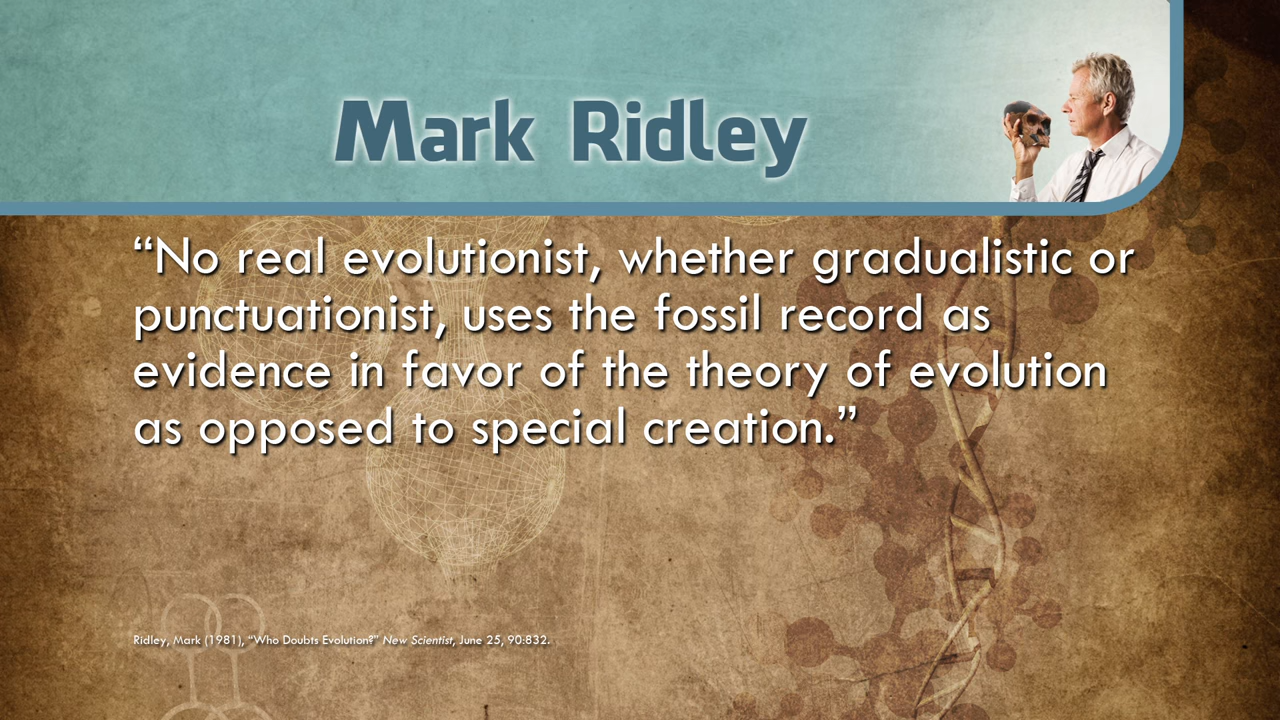 Mark Ridley
“No real evolutionist, whether gradualistic or
punctuationist, uses the fossil record as
evidence in favor of the theory of evolution
as opposed to special creation.”
Ridley, Mark (1981), “Who Doubts Evolution?” New Scientist, June 25, 90:832.